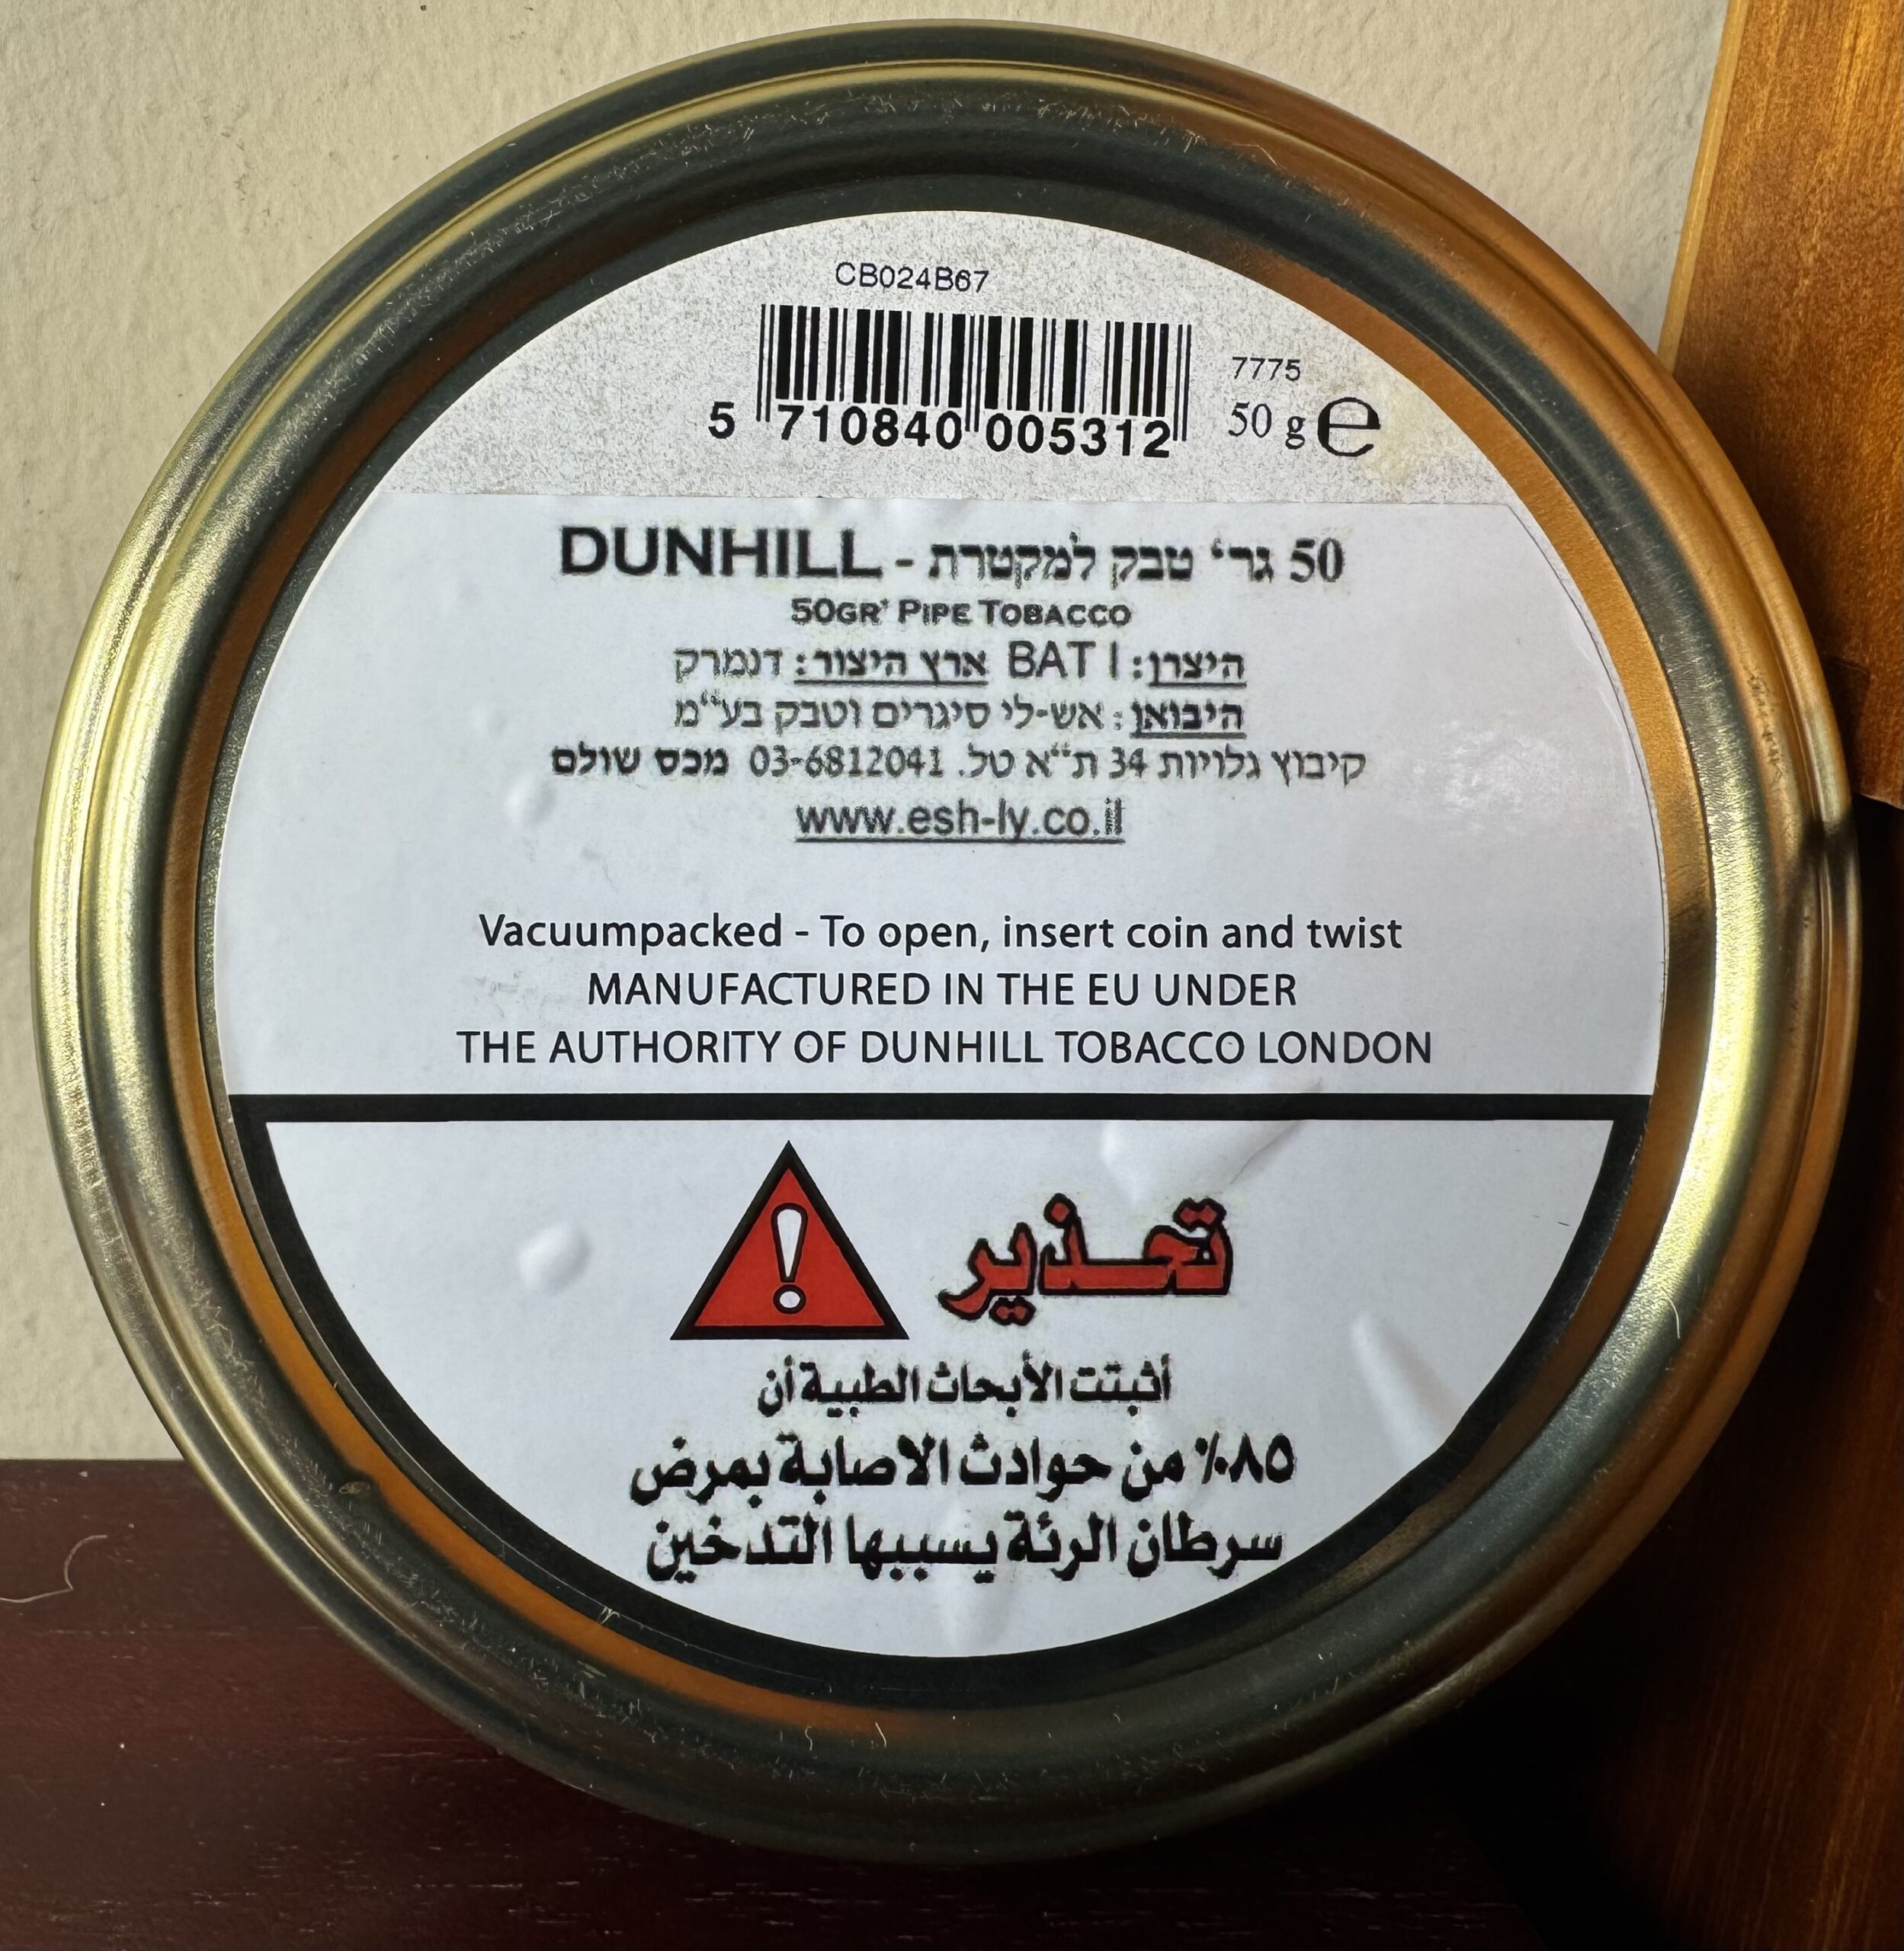 CB024B67
7775
5 710840 005312
50 g ℮
50 גר' טבק למקטרת - DUNHILL
50GR' PIPE TOBACCO
היצרן: BAT I ארץ היצור: דנמרק
היבואן: אש-לי סיגרים וטבק בע"מ
קיבוץ גלויות 34 ת"א טל. 03-6812041 מכס שולם
www.esh-ly.co.il
Vacuumpacked - To open, insert coin and twist
MANUFACTURED IN THE EU UNDER
THE AUTHORITY OF DUNHILL TOBACCO LONDON
تحذير
أثبتت الأبحاث الطبية أن
٨٥٪ من حوادث الاصابة بمرض
سرطان الرئة يسببها التدخين